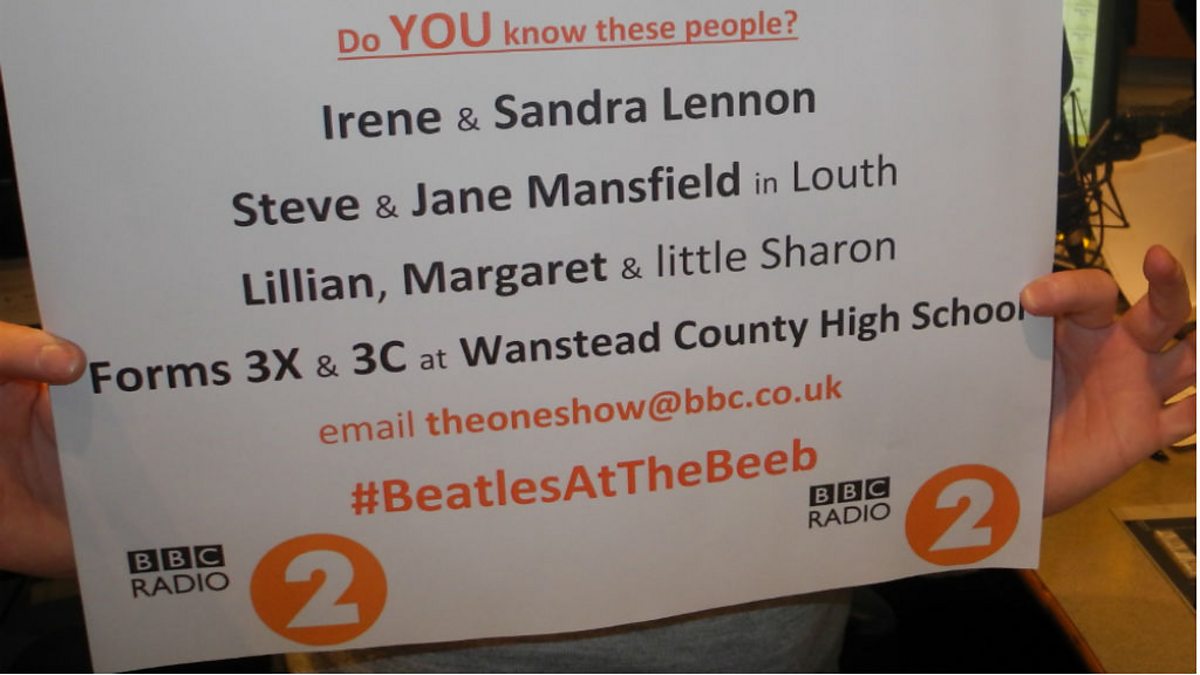 Do YOU know these people?
Irene & Sandra Lennon
Steve & Jane Mansfield in Louth
Lillian, Margaret & little Sharon
Forms 3X & 3C at Wanstead County High School
email theoneshow@bbc.co.uk
#BeatlesAtTheBeeb
BBC
RADIO
2
BBC
RADIO
2